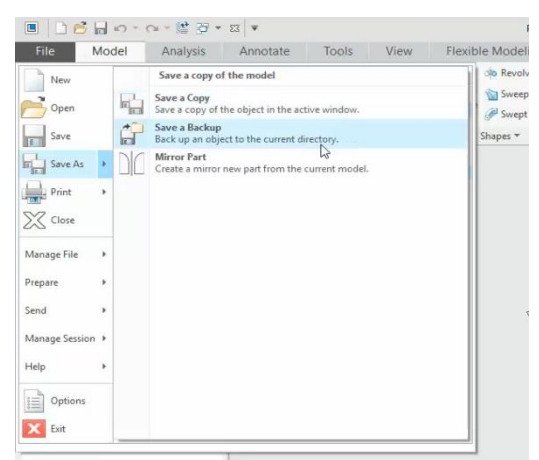 File Model Analysis Annotate Tools View Flexible Modeli
New
Open
Save
Save As
Print
Close
Manage File
Prepare
Send
Manage Session
Help
Options
Exit
Save a copy of the model
Save a Copy
Save a copy of the object in the active window.
Save a Backup
Back up an object to the current directory.
Mirror Part
Create a mirror new part from the current model.
Revolv
Sweep
Swept
Shapes